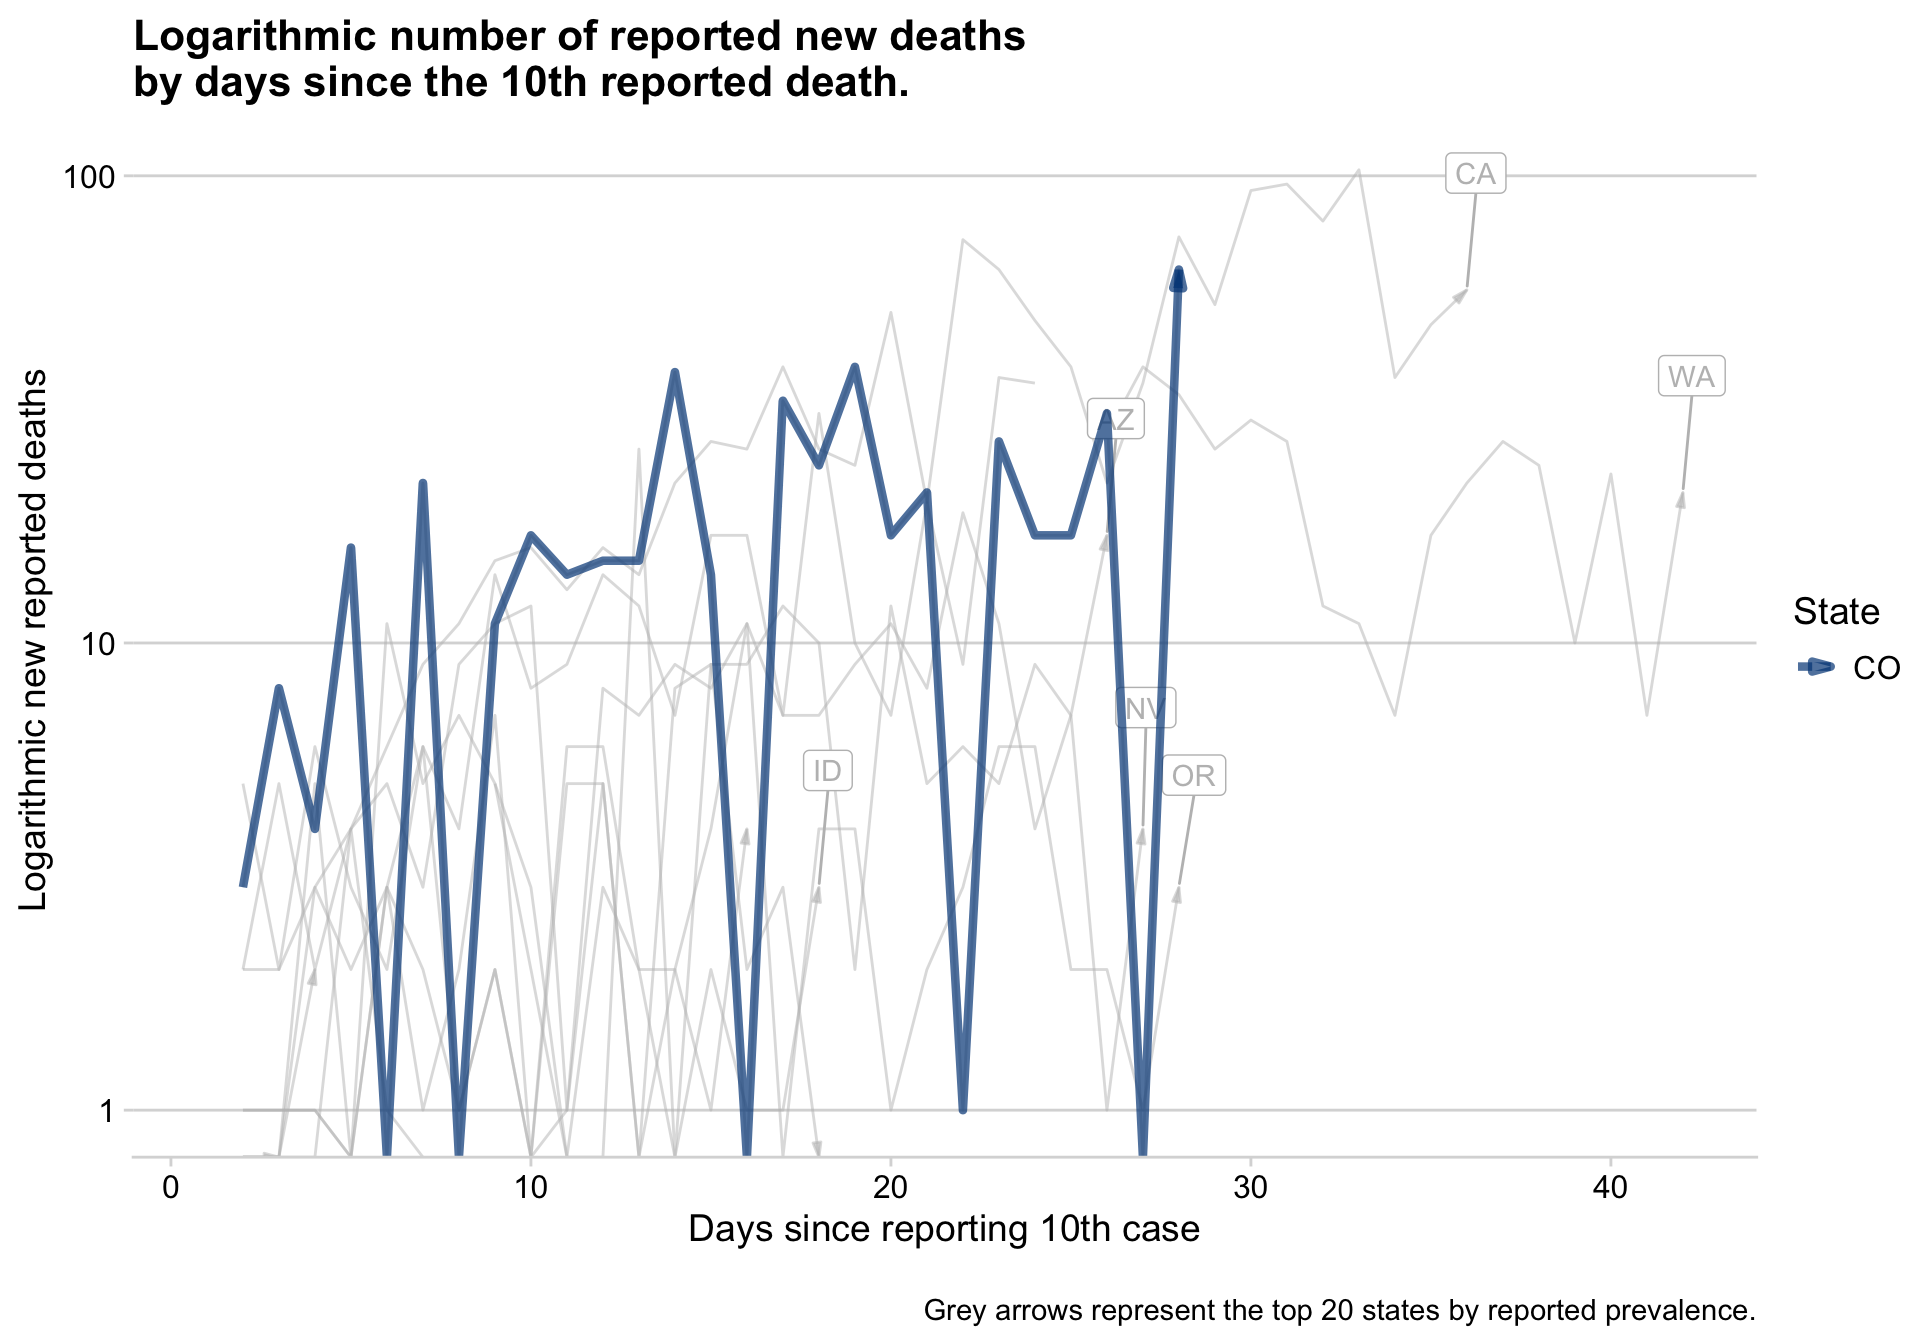 Logarithmic number of reported new deaths
by days since the 10th reported death.
Logarithmic new reported deaths
100
10
1
CA
WA
AZ
NV
OR
ID
State
CO
0 10 20 30 40
Days since reporting 10th case
Grey arrows represent the top 20 states by reported prevalence.